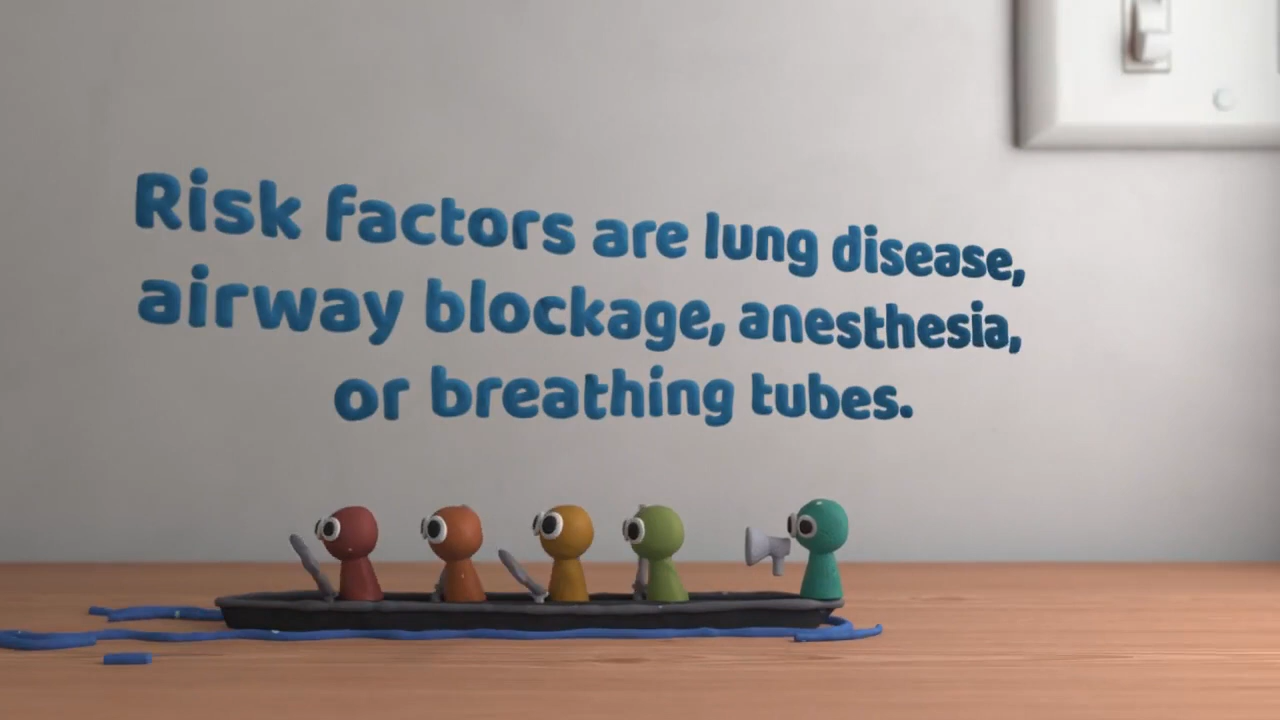 Risk factors are lung disease,
airway blockage, anesthesia,
or breathing tubes.